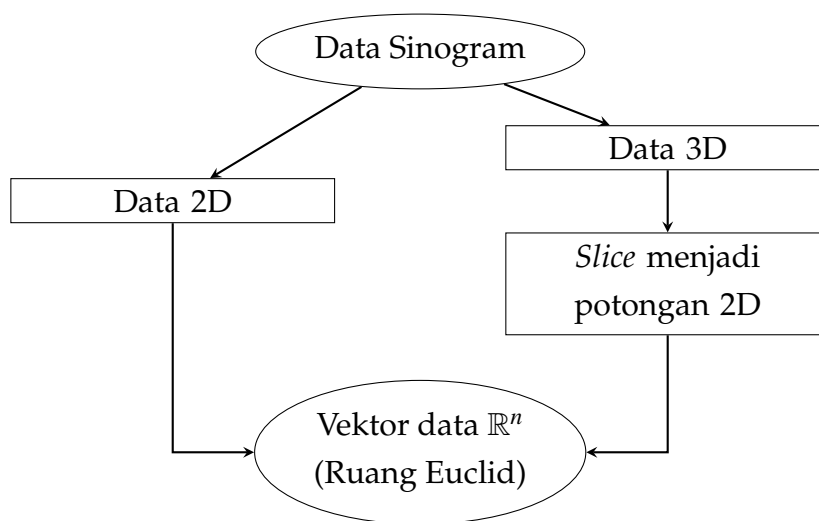 Data Sinogram
Data 3D
Data 2D
Slice menjadi
potongan 2D
Vektor data ℝⁿ
(Ruang Euclid)